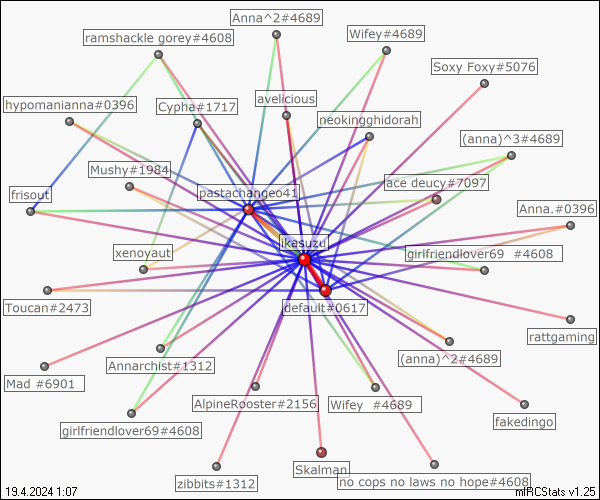 Anna^2#4689
ramshackle gorey#4608
Wifey#4689
Soxy Foxy#5076
hypomanianna#0396
Cypha#1717
avelicious
neokingghidorah
(anna)^3#4689
Mushy#1984
pastachange641
ace deucy#7097
frisout
Anna.#0396
ikasuzu
xenoyaut
girlfriendlover69 #4608
Toucan#2473
default#0617
rattgaming
Annarchist#1312
(anna)^2#4689
Mad #6901
AlpineRooster#2156
Wifey #4689
fakedingo
girlfriendlover69#4608
zibbits#1312
Skalman
no cops no laws no hope#4608
19.4.2024 1:07
mIRCStats v1.25